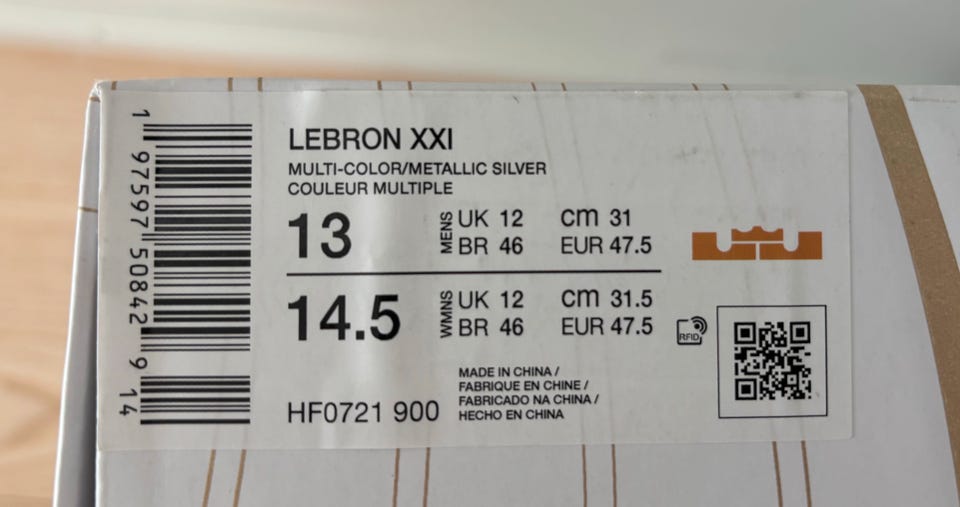 1 97597 50842 9 14
LEBRON XXI
MULTI-COLOR/METALLIC SILVER
COULEUR MULTIPLE
13 MENS UK 12 cm 31
BR 46 EUR 47.5
14.5 WMNS UK 12 cm 31.5
BR 46 EUR 47.5
RFID
MADE IN CHINA /
FABRIQUE EN CHINE /
FABRICADO NA CHINA /
HECHO EN CHINA
HF0721 900